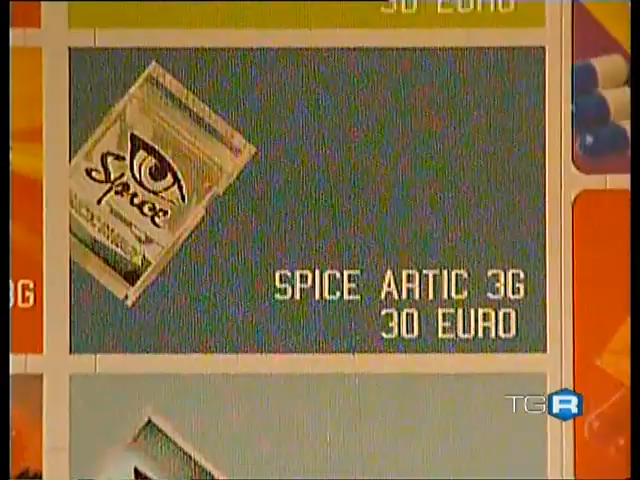 30 EURO
Spice
SPICE ARTIC 3G
30 EURO
3G
TGR